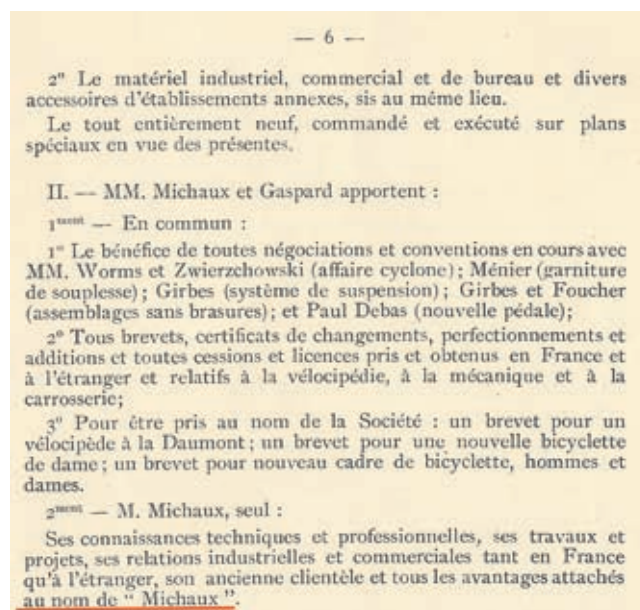 — 6 —
2° Le matériel industriel, commercial et de bureau et divers
accessoires d'établissements annexes, sis au même lieu.
Le tout entièrement neuf, commandé et exécuté sur plans
spéciaux en vue des présentes.
II. — MM. Michaux et Gaspard apportent :
1ment — En commun :
1° Le bénéfice de toutes négociations et conventions en cours avec
MM. Worms et Zwierzchowski (affaire cyclone) ; Ménier (garniture
de souplesse) ; Girbes (système de suspension) ; Girbes et Foucher
(assemblages sans brasures) ; et Paul Debas (nouvelle pédale) ;
2° Tous brevets, certificats de changements, perfectionnements et
additions et toutes cessions et licences pris et obtenus en France et
à l'étranger et relatifs à la vélocipédie, à la mécanique et à la
carrosserie ;
3° Pour être pris au nom de la Société : un brevet pour un
vélocipède à la Daumont ; un brevet pour une nouvelle bicyclette
de dame ; un brevet pour nouveau cadre de bicyclette, hommes et
dames.
2ment — M. Michaux, seul :
Ses connaissances techniques et professionnelles, ses travaux et
projets, ses relations industrielles et commerciales tant en France
qu'à l'étranger, son ancienne clientèle et tous les avantages attachés
au nom de " Michaux ".